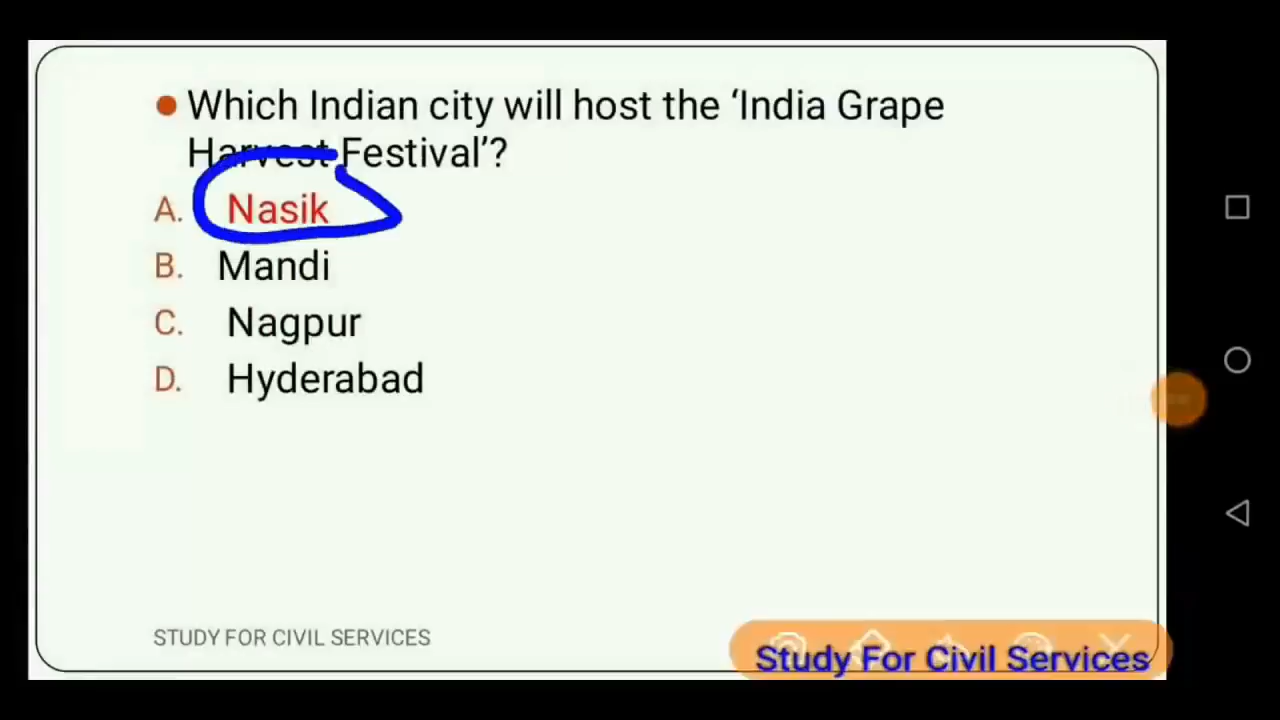 Which Indian city will host the ‘India Grape
Harvest Festival’?
A. Nasik
B. Mandi
C. Nagpur
D. Hyderabad
STUDY FOR CIVIL SERVICES
Study For Civil Services